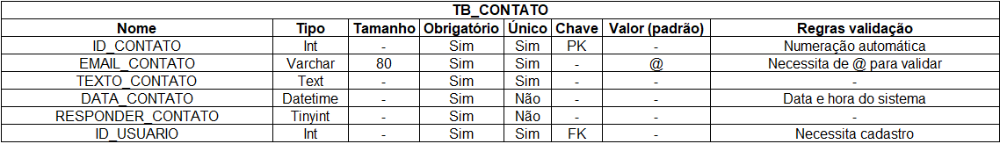 TB_CONTATO
Nome Tipo Tamanho Obrigatório Único Chave Valor (padrão) Regras validação
ID_CONTATO Int - Sim Sim PK - Numeração automática
EMAIL_CONTATO Varchar 80 Sim Sim - @ Necessita de @ para validar
TEXTO_CONTATO Text - Sim Sim - - -
DATA_CONTATO Datetime - Sim Não - - Data e hora do sistema
RESPONDER_CONTATO Tinyint - Sim Não - - -
ID_USUARIO Int - Sim Sim FK - Necessita cadastro